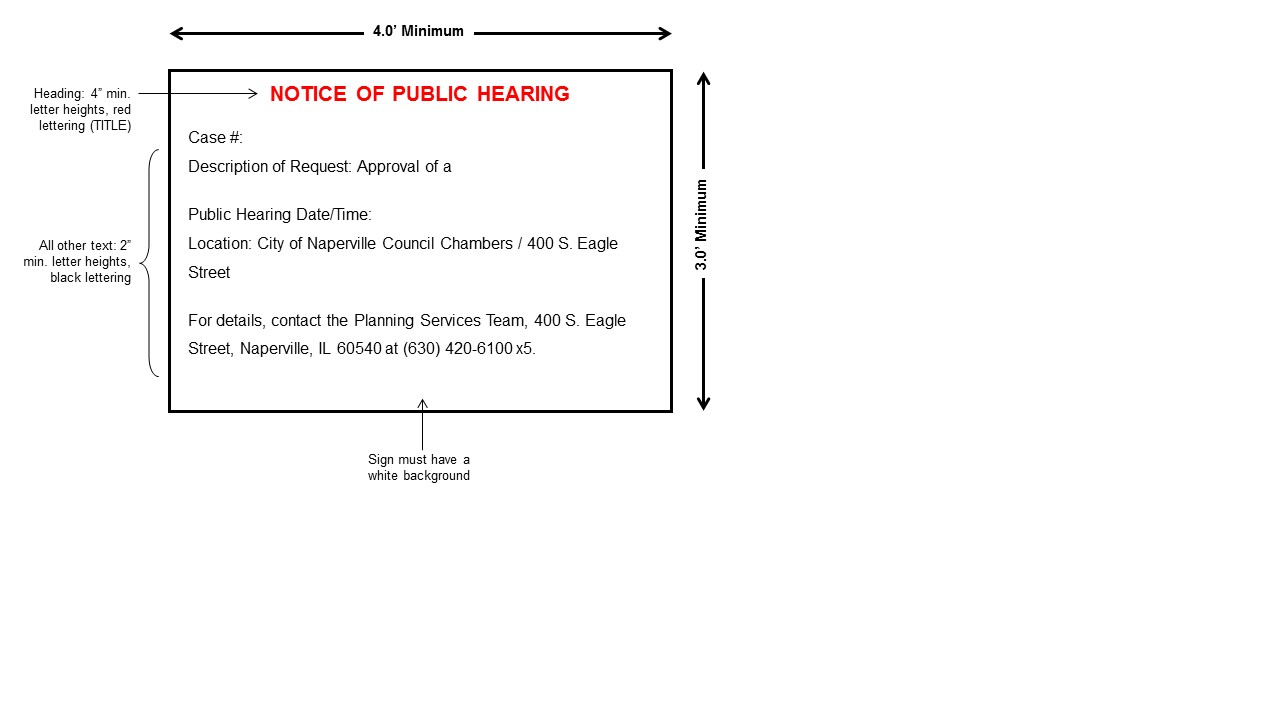 4.0’ Minimum
Heading: 4” min.
letter heights, red
lettering (TITLE)
NOTICE OF PUBLIC HEARING
Case #:
Description of Request: Approval of a
Public Hearing Date/Time:
Location: City of Naperville Council Chambers / 400 S. Eagle
Street
For details, contact the Planning Services Team, 400 S. Eagle
Street, Naperville, IL 60540 at (630) 420-6100 x5.
All other text: 2”
min. letter heights,
black lettering
3.0’ Minimum
Sign must have a
white background